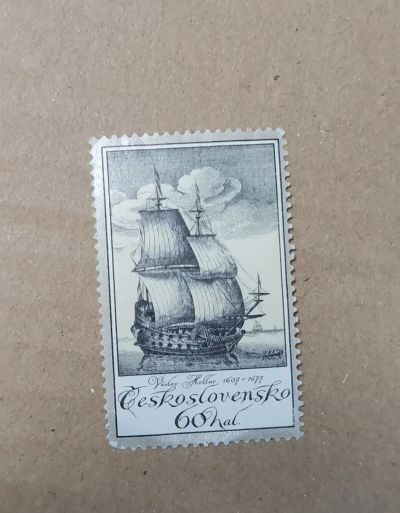 Václav Hollar 1607-1677
Československo
60 hal.